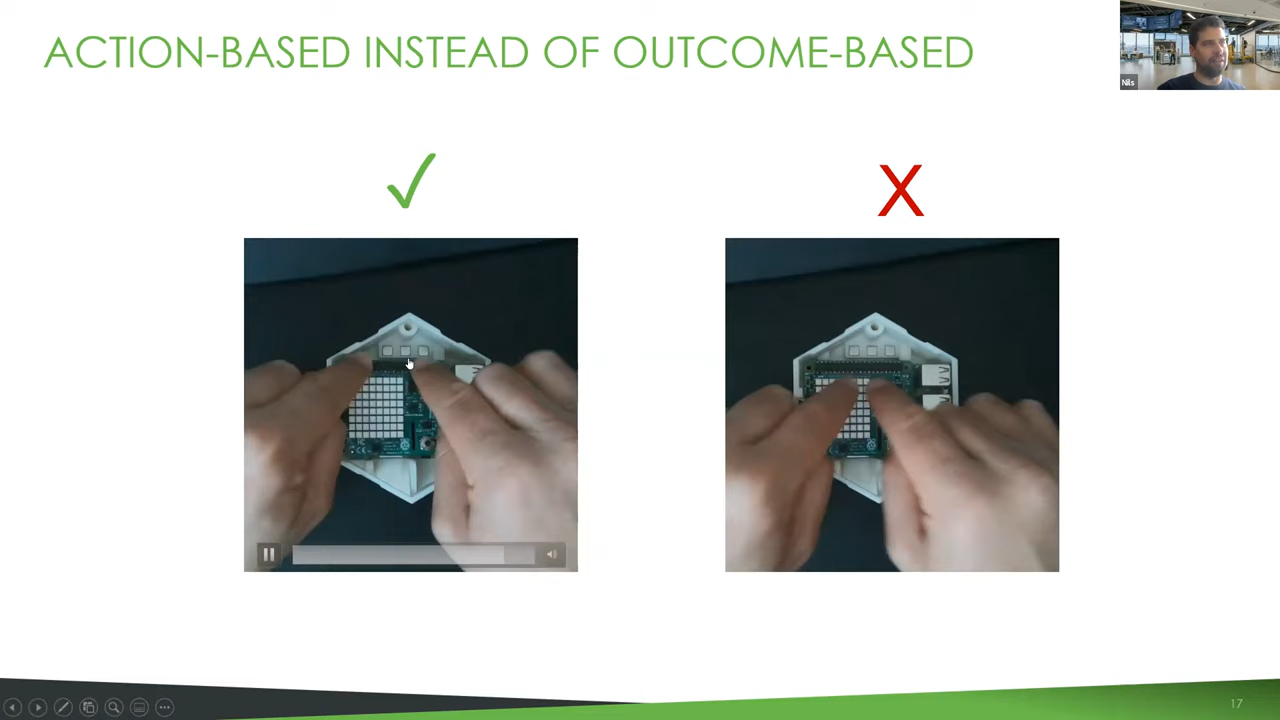 ACTION-BASED INSTEAD OF OUTCOME-BASED
Nils
X
17